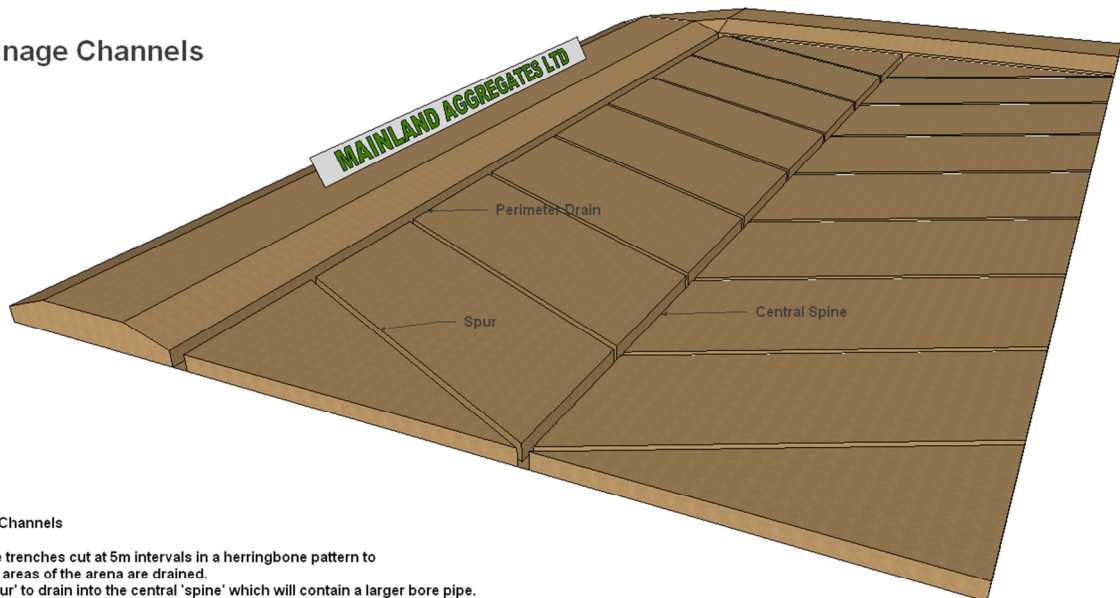 nage Channels
MAINLAND AGGREGATES LTD
Perimeter Drain
Spur
Central Spine
Channels
trenches cut at 5m intervals in a herringbone pattern to
areas of the arena are drained.
ur' to drain into the central 'spine' which will contain a larger bore pipe.